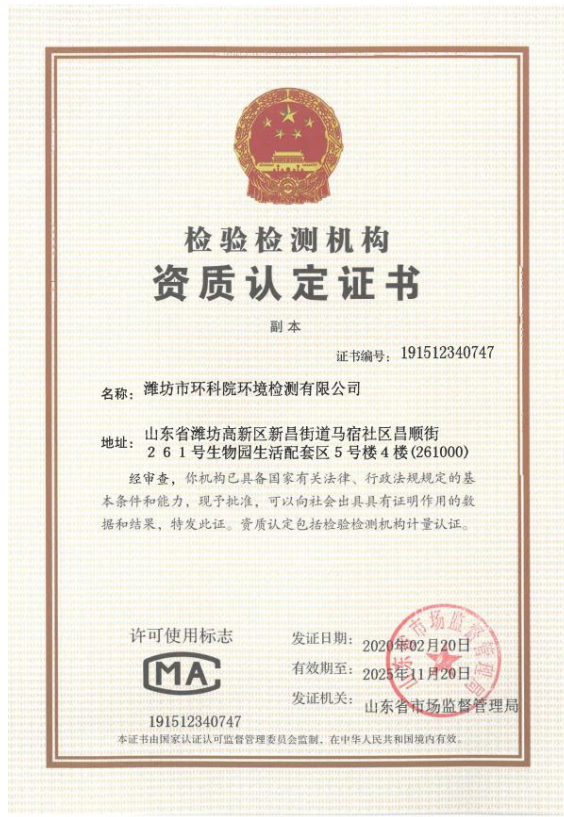 检验检测机构
资质认定证书
副本
证书编号：191512340747
名称：潍坊市环科院环境检测有限公司
地址：山东省潍坊高新区新昌街道马宿社区昌顺街
261号生物园生活配套区5号楼4楼(261000)
经审查，你机构已具备国家有关法律、行政法规规定的基
本条件和能力，现予批准，可以向社会出具具有证明作用的数
据和结果，特发此证。资质认定包括检验检测机构计量认证。
许可使用标志
MA
191512340747
发证日期：2020年02月20日
有效期至：2025年11月20日
发证机关：山东省市场监督管理局
山东省市场监督管理局
本证书由国家认证认可监督管理委员会监制，在中华人民共和国境内有效。